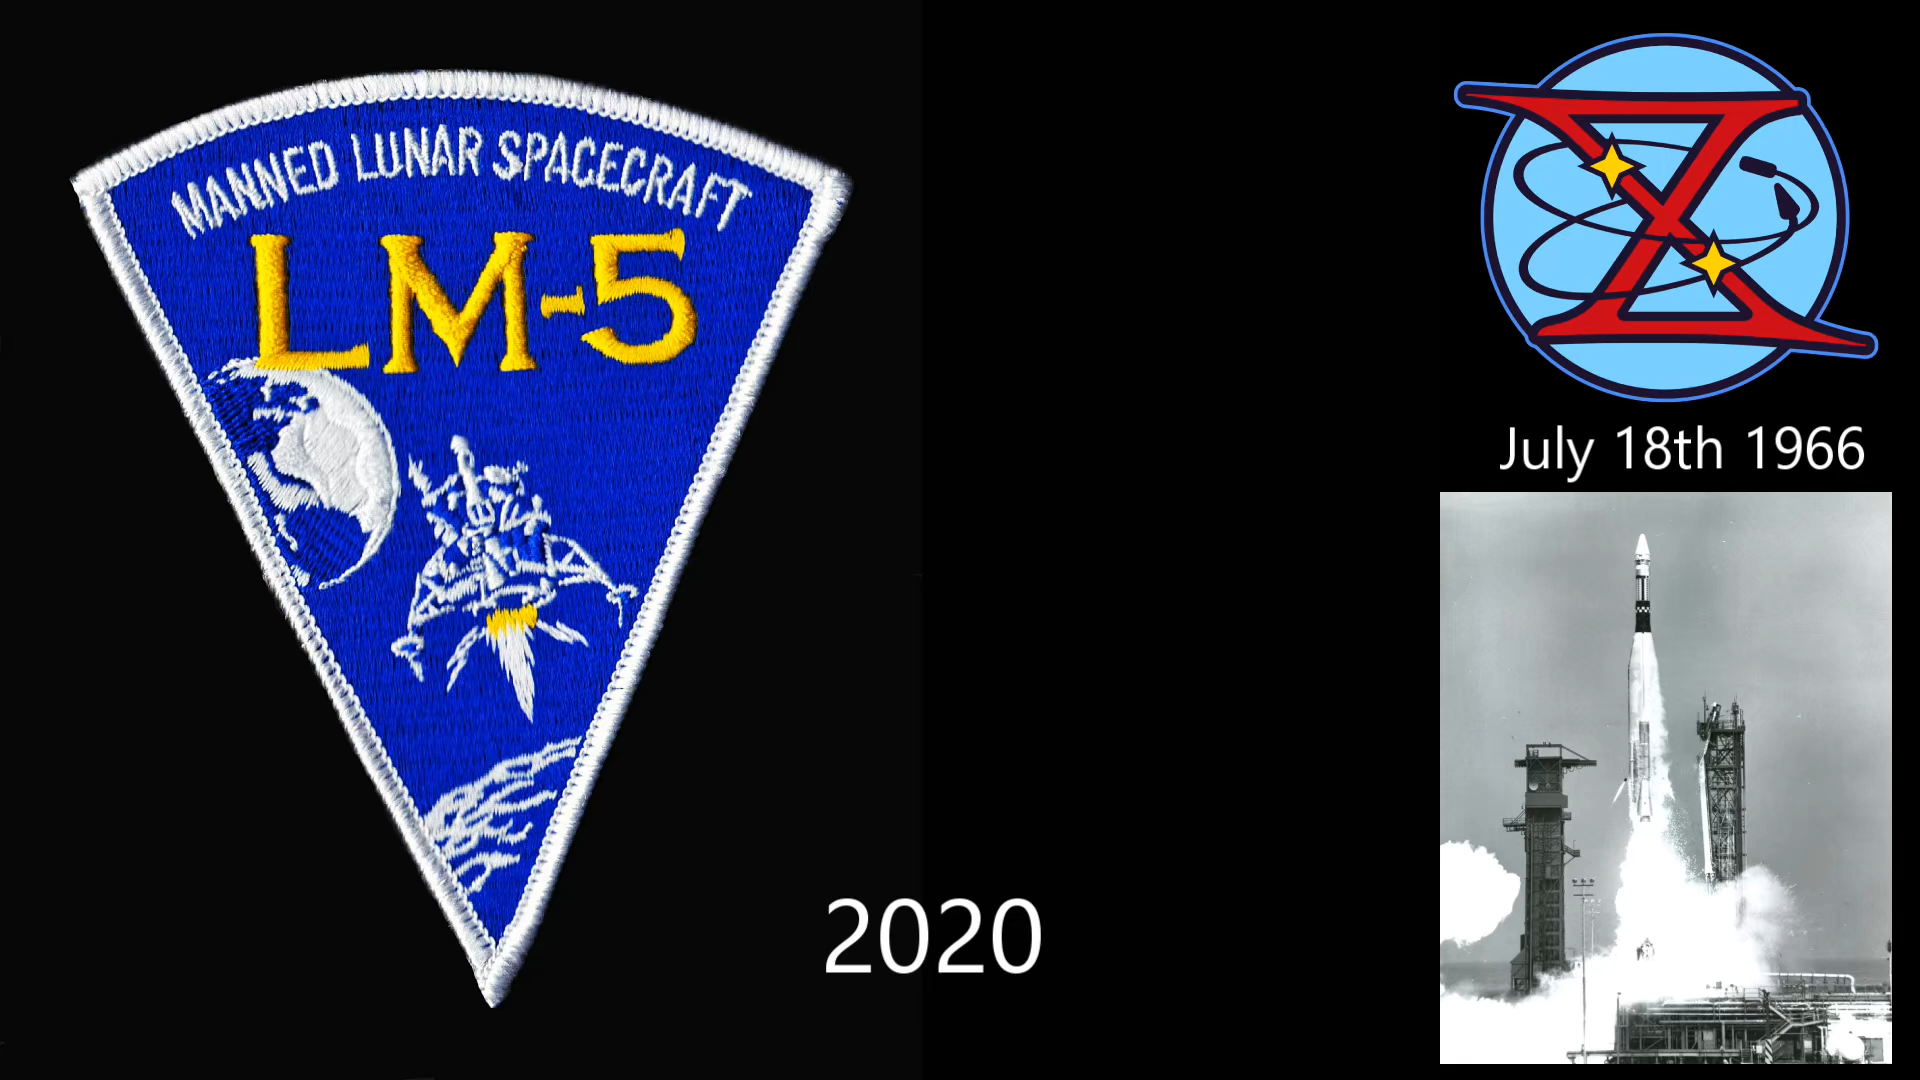 MANNED LUNAR SPACECRAFT
LM-5
2020
X
July 18th 1966